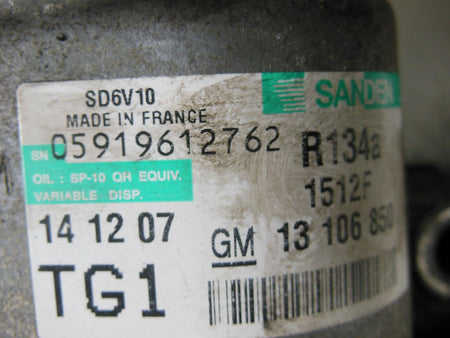 SD6V10
MADE IN FRANCE
SANDEN
SN 05919612762
R134a
OIL : SP-10 OR EQUIV.
VARIABLE DISP.
1512F
14 12 07
GM 13 106 850
TG1